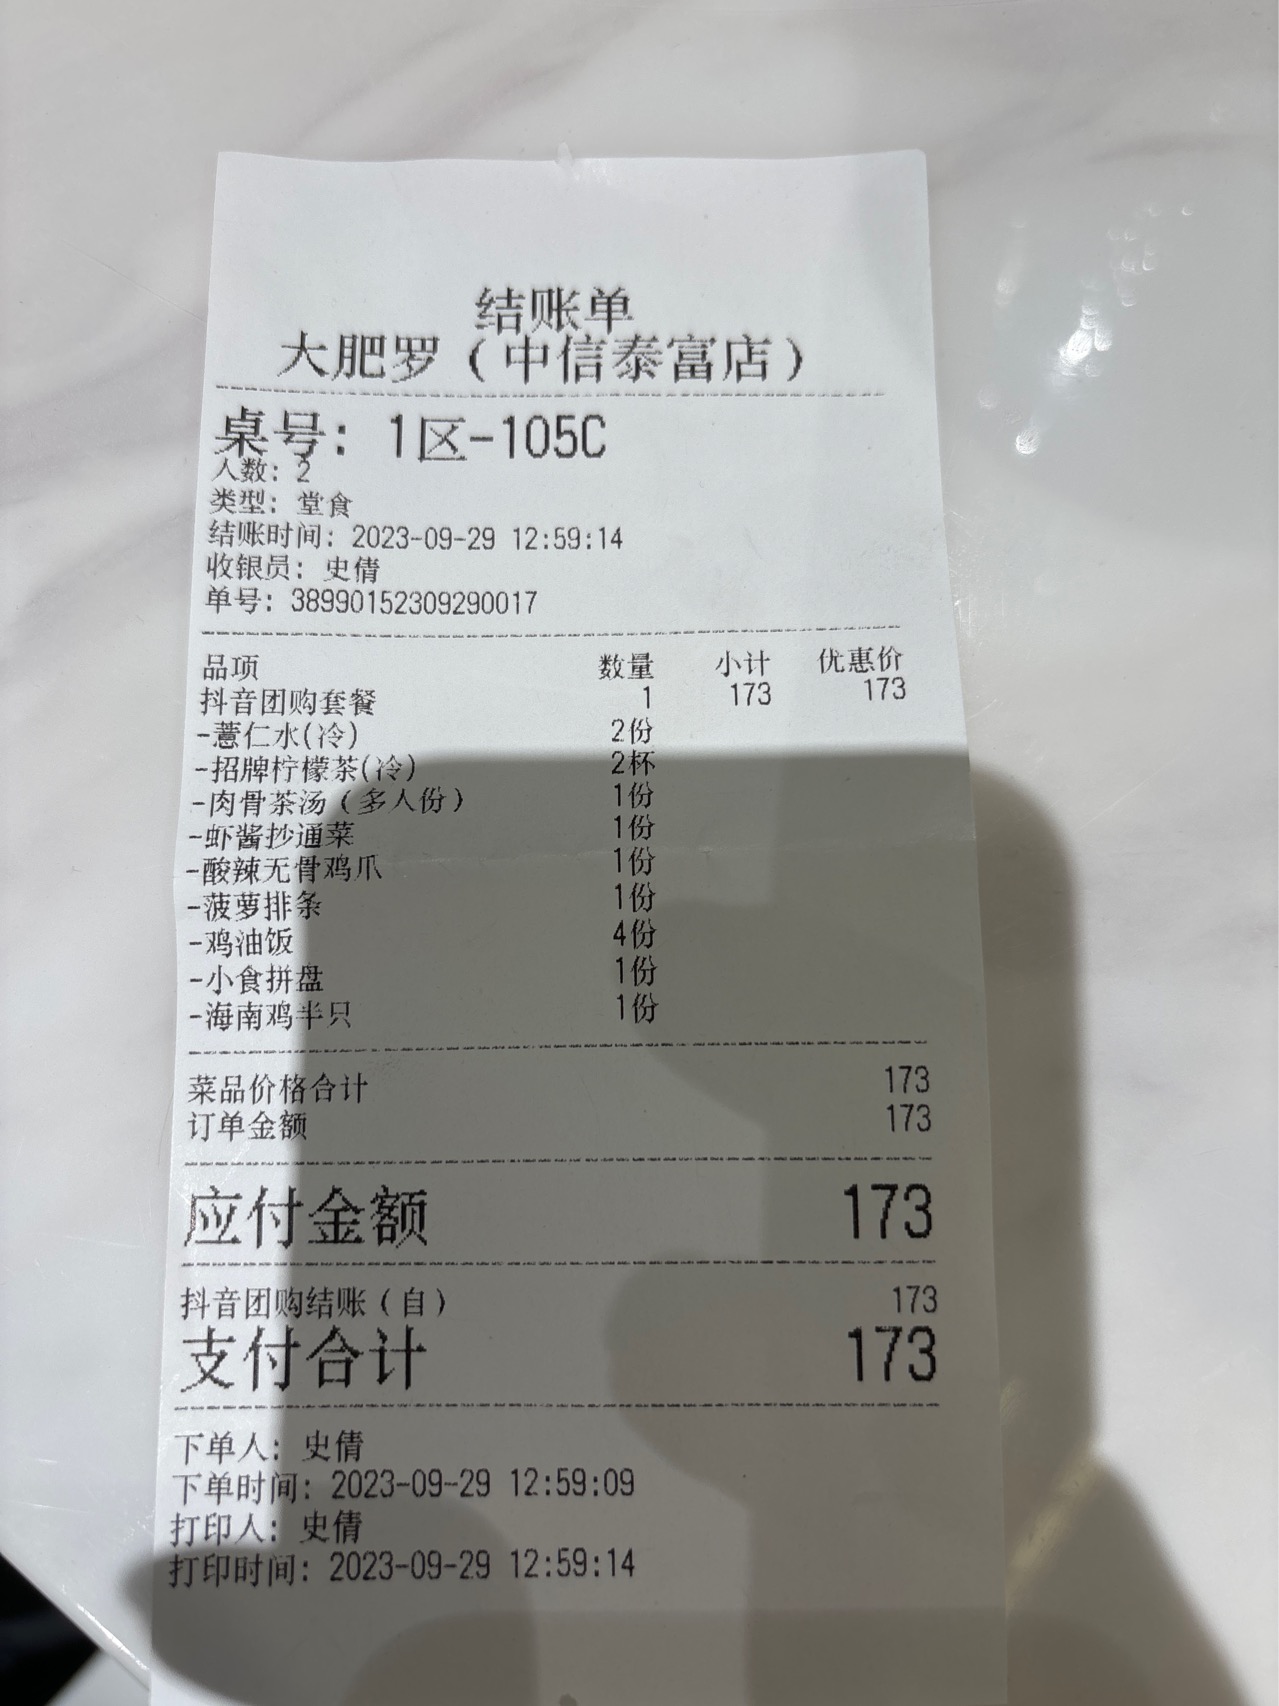 结账单
大肥罗（中信泰富店）
桌号：1区-105C
人数：2
类型：堂食
结账时间：2023-09-29 12:59:14
收银员：史倩
单号：38990152309290017
品项 数量 小计 优惠价
抖音团购套餐 1 173 173
-薏仁水(冷) 2份
-招牌柠檬茶(冷) 2杯
-肉骨茶汤（多人份） 1份
-虾酱抄通菜 1份
-酸辣无骨鸡爪 1份
-菠萝排条 1份
-鸡油饭 4份
-小食拼盘 1份
-海南鸡半只 1份
菜品价格合计 173
订单金额 173
应付金额 173
抖音团购结账（自） 173
支付合计 173
下单人：史倩
下单时间：2023-09-29 12:59:09
打印人：史倩
打印时间：2023-09-29 12:59:14